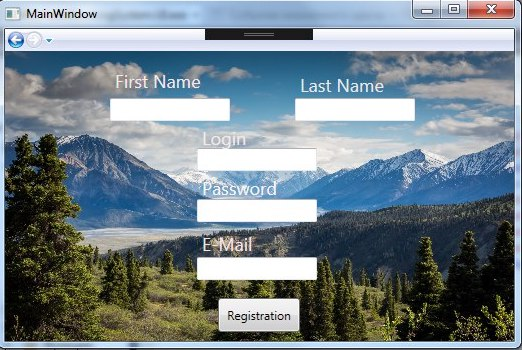 MainWindow
First Name
Last Name
Login
Password
E-Mail
Registration